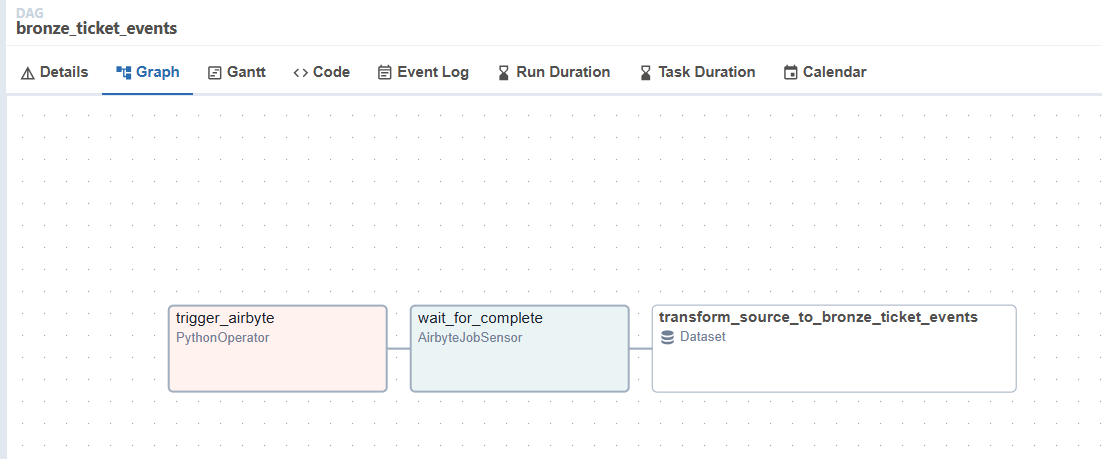 DAG
bronze_ticket_events
Details Graph Gantt Code Event Log Run Duration Task Duration Calendar
trigger_airbyte
PythonOperator
wait_for_complete
AirbyteJobSensor
transform_source_to_bronze_ticket_events
Dataset